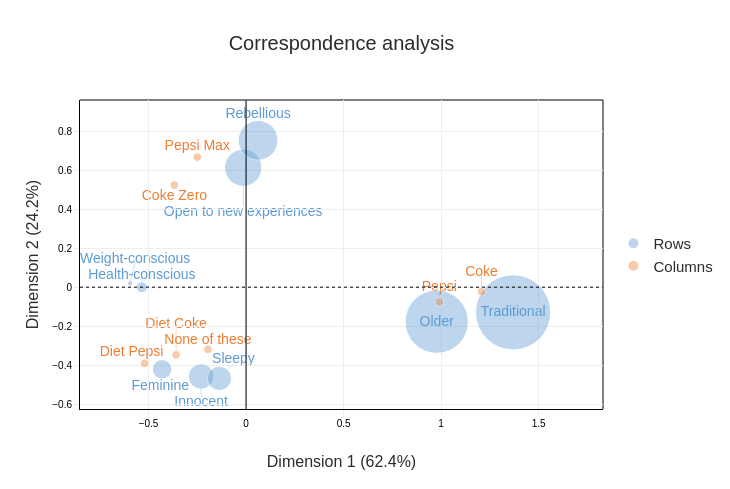 Correspondence analysis
Rebellious
Pepsi Max
Coke Zero
Open to new experiences
Weight-conscious
Health-conscious
Coke
Pepsi
Traditional
Older
Diet Coke
None of these
Diet Pepsi
Sleepy
Feminine
Innocent
0.8
0.6
0.4
0.2
0
−0.2
−0.4
−0.6
−0.5
0
0.5
1
1.5
Dimension 2 (24.2%)
Dimension 1 (62.4%)
Rows
Columns